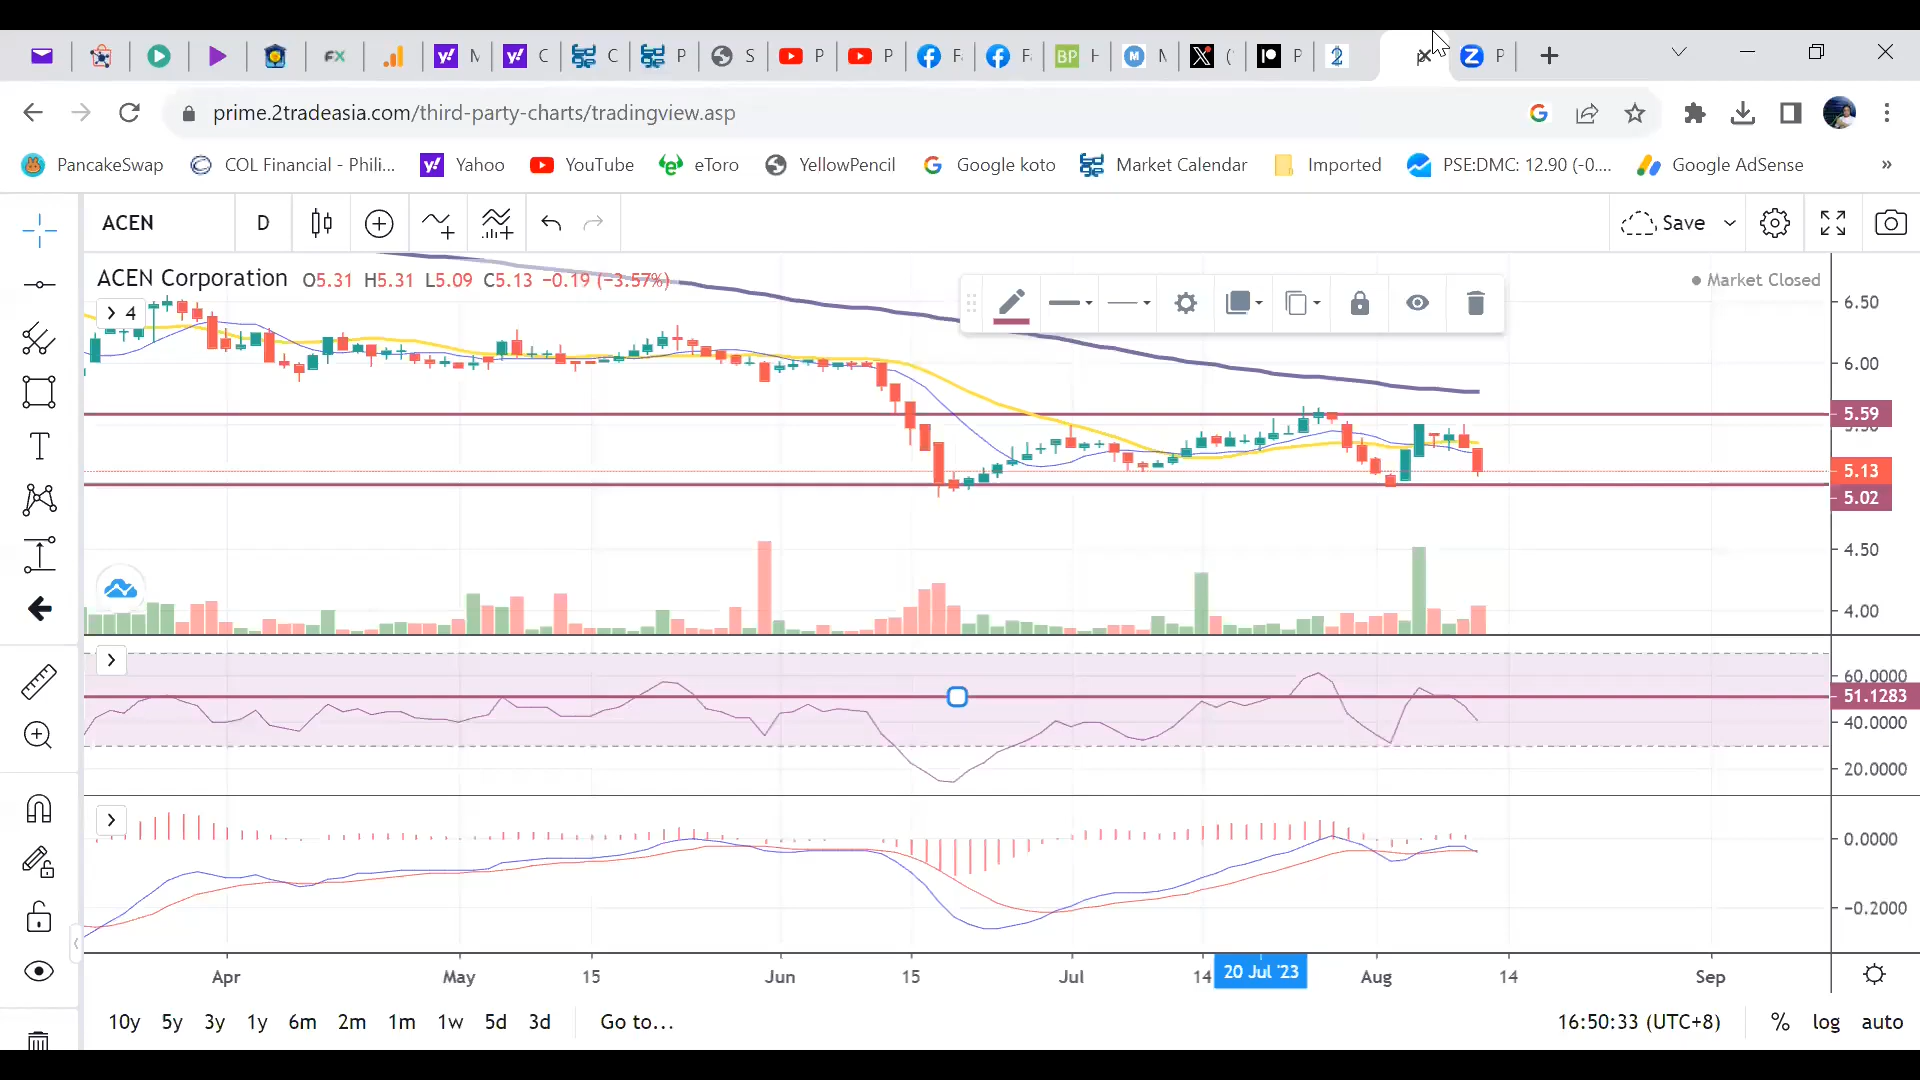 FX M C C P S P P F F BP H M M X ( P 2 Z P
prime.2tradeasia.com/third-party-charts/tradingview.asp
PancakeSwap COL Financial - Phili... Yahoo YouTube eToro YellowPencil Google koto Market Calendar Imported PSE:DMC: 12.90 (-0.... Google AdSense »
ACEN D Save
ACEN Corporation O5.31 H5.31 L5.09 C5.13 −0.19 (−3.57%) Market Closed
4
6.50
6.00
5.59
5.13
5.02
4.50
4.00
60.0000
51.1283
40.0000
20.0000
0.0000
−0.2000
Apr May 15 Jun 15 Jul 14 20 Jul '23 Aug 14 Sep
10y 5y 3y 1y 6m 2m 1m 1w 5d 3d Go to... 16:50:33 (UTC+8) % log auto